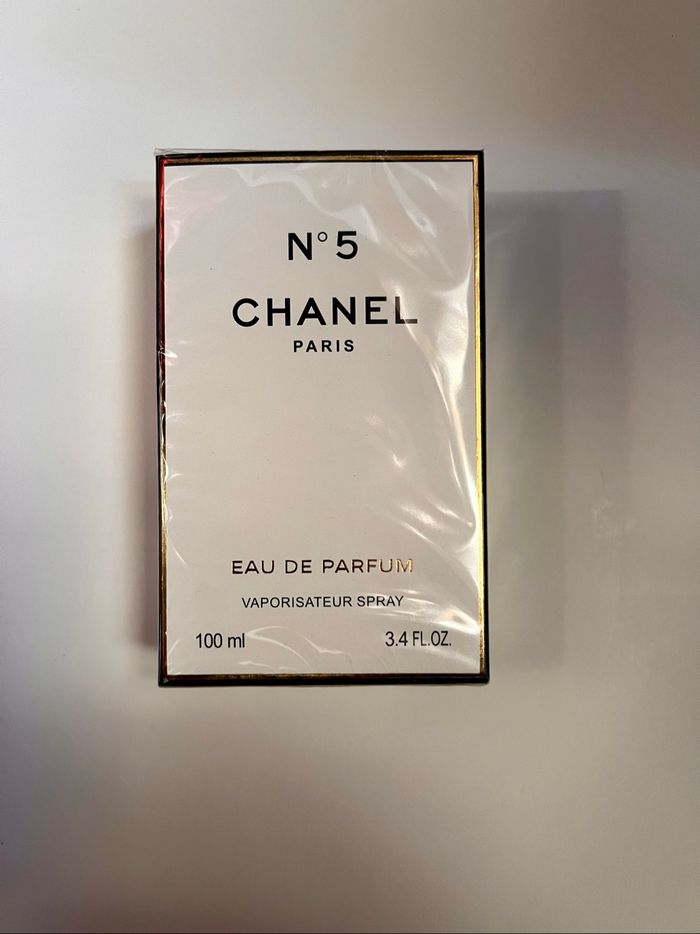 N°5
CHANEL
PARIS
EAU DE PARFUM
VAPORISATEUR SPRAY
100 ml 3.4 FL.OZ.